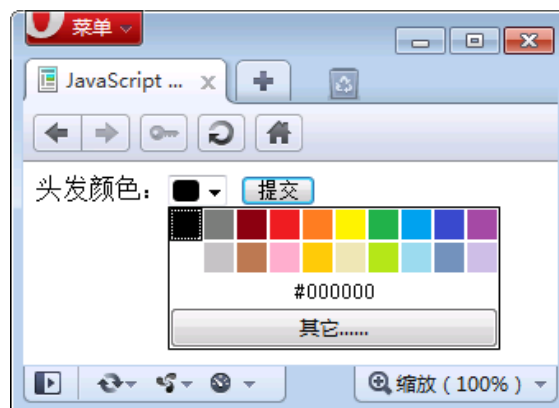 菜单
JavaScript ...
头发颜色：
提交
#000000
其它......
缩放（100%）